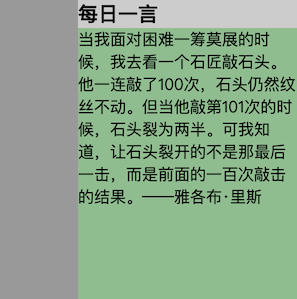 每日一言
当我面对困难一筹莫展的时
候，我去看一个石匠敲石头。
他一连敲了100次，石头仍然纹
丝不动。但当他敲第101次的时
候，石头裂为两半。可我知
道，让石头裂开的不是那最后
一击，而是前面的一百次敲击
的结果。——雅各布·里斯